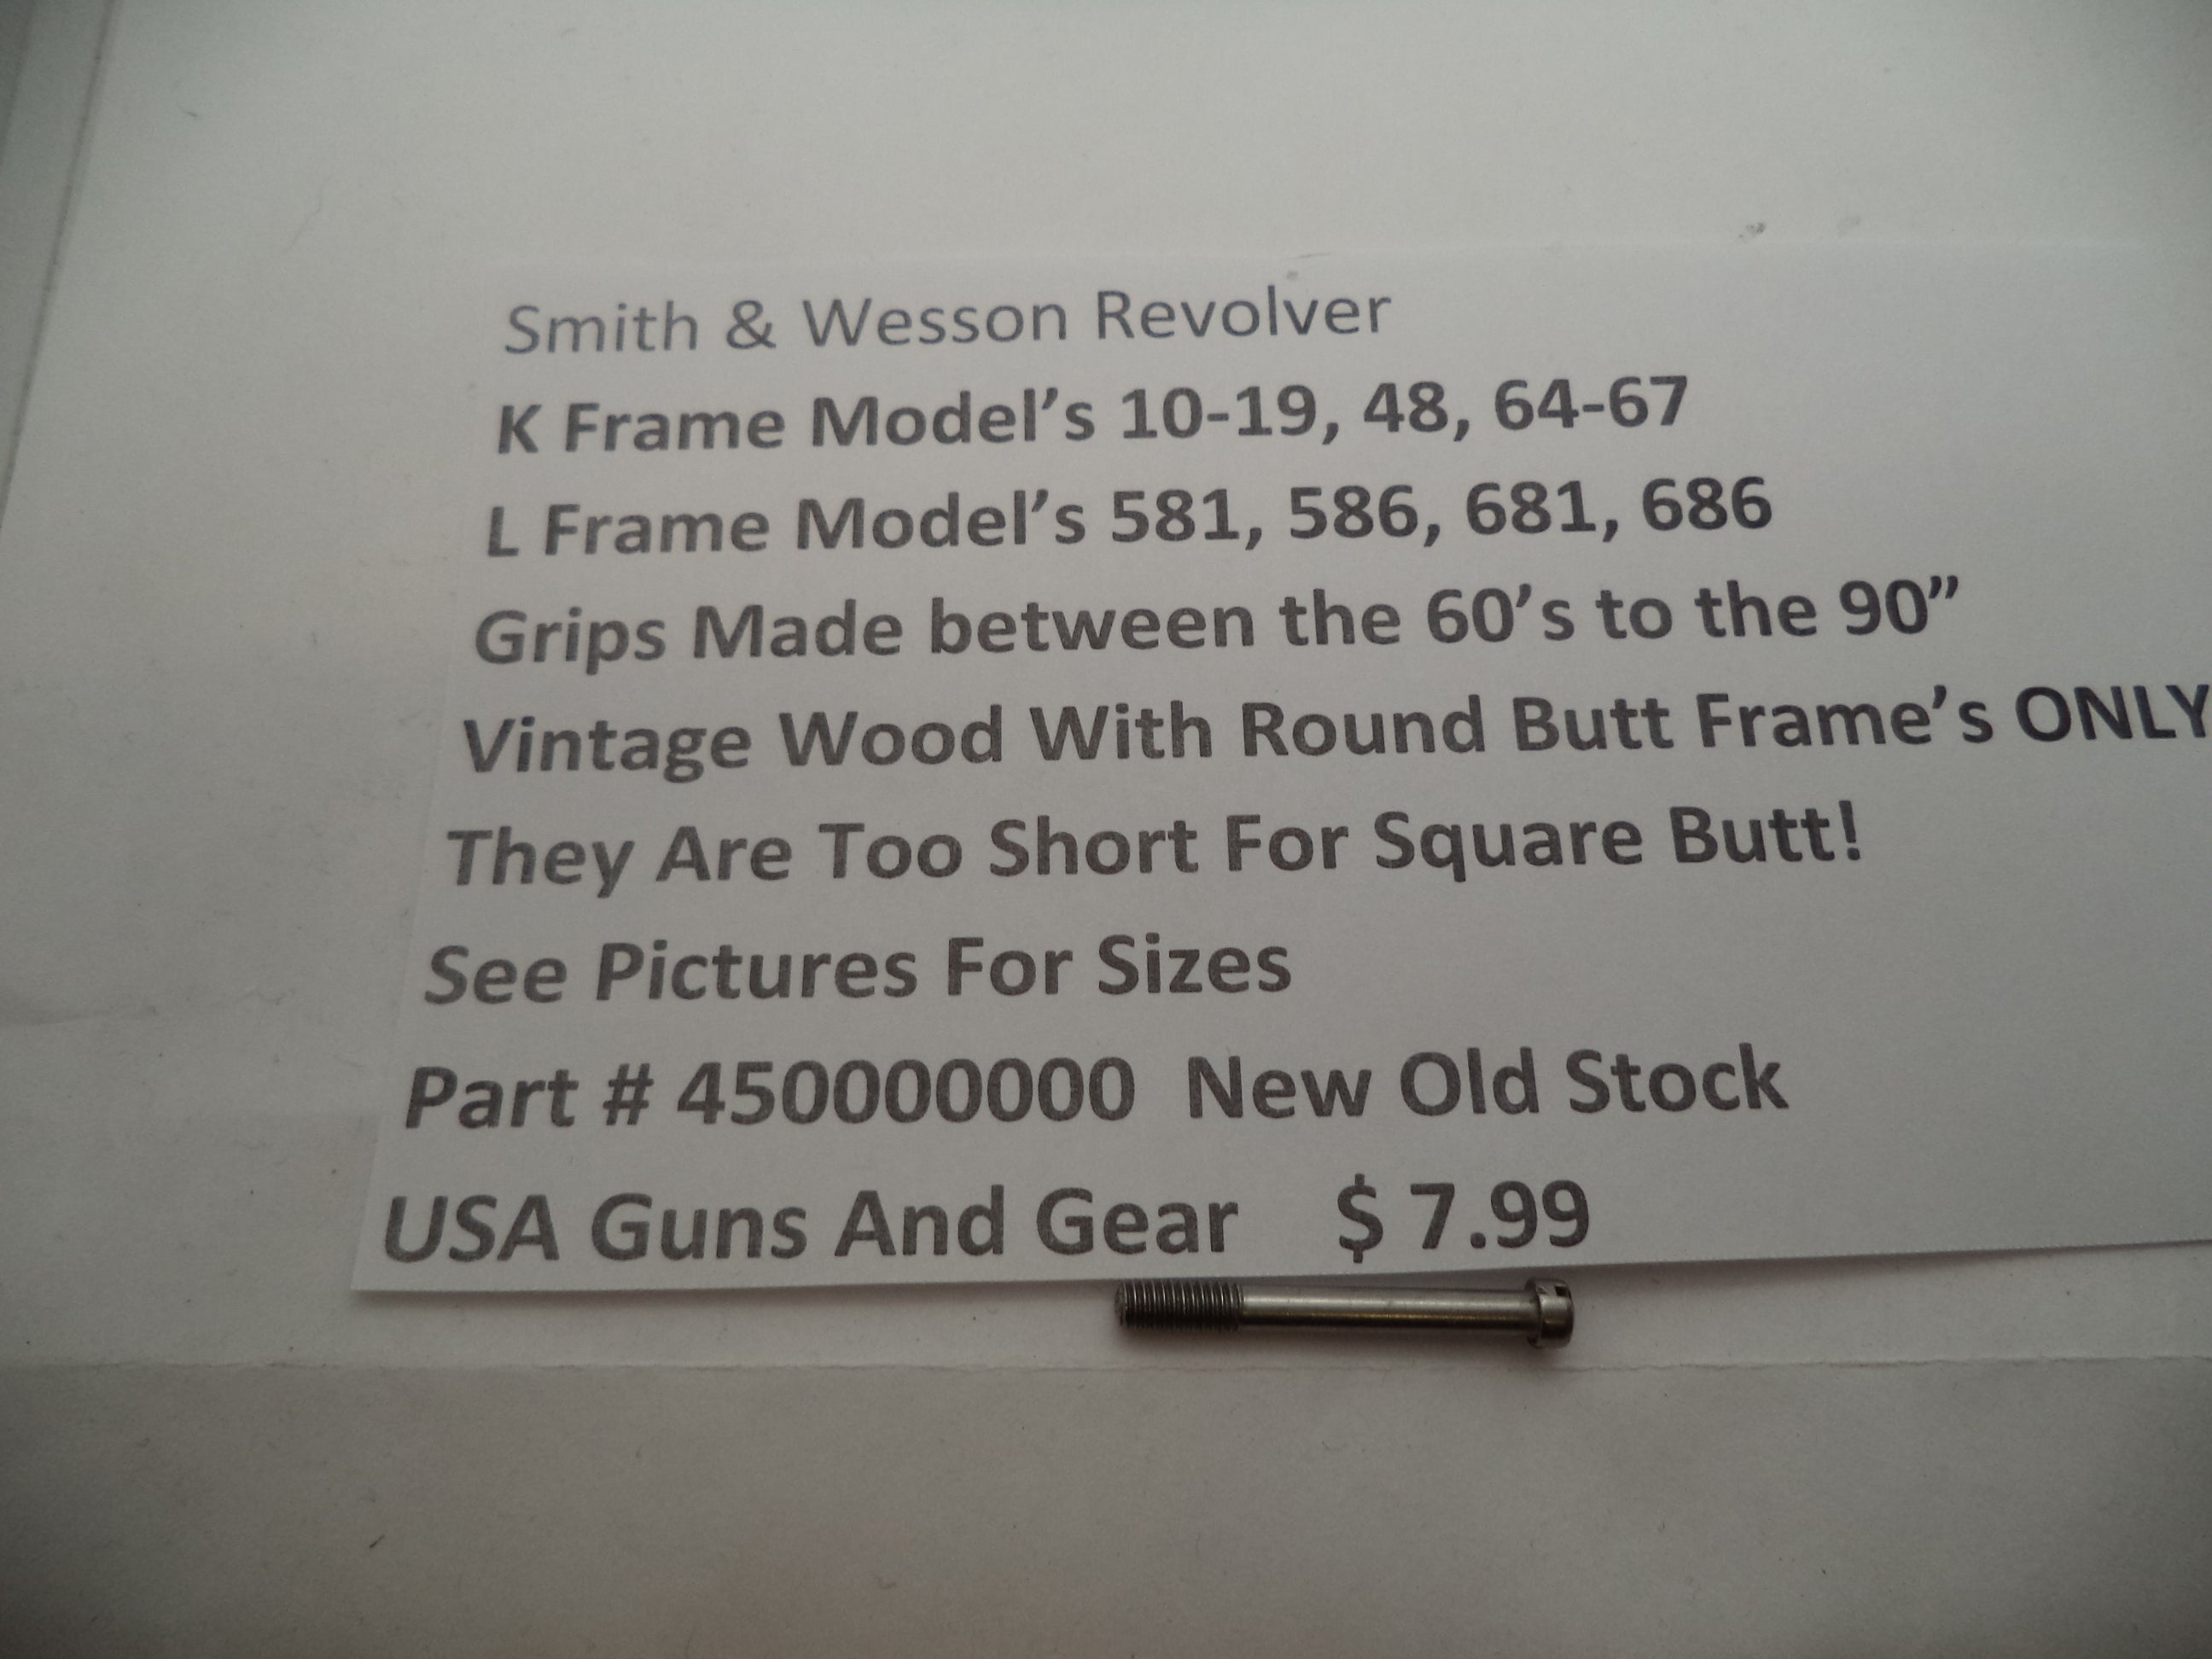 Smith & Wesson Revolver
K Frame Model’s 10-19, 48, 64-67
L Frame Model’s 581, 586, 681, 686
Grips Made between the 60’s to the 90”
Vintage Wood With Round Butt Frame’s ONLY
They Are Too Short For Square Butt!
See Pictures For Sizes
Part # 450000000 New Old Stock
USA Guns And Gear $ 7.99